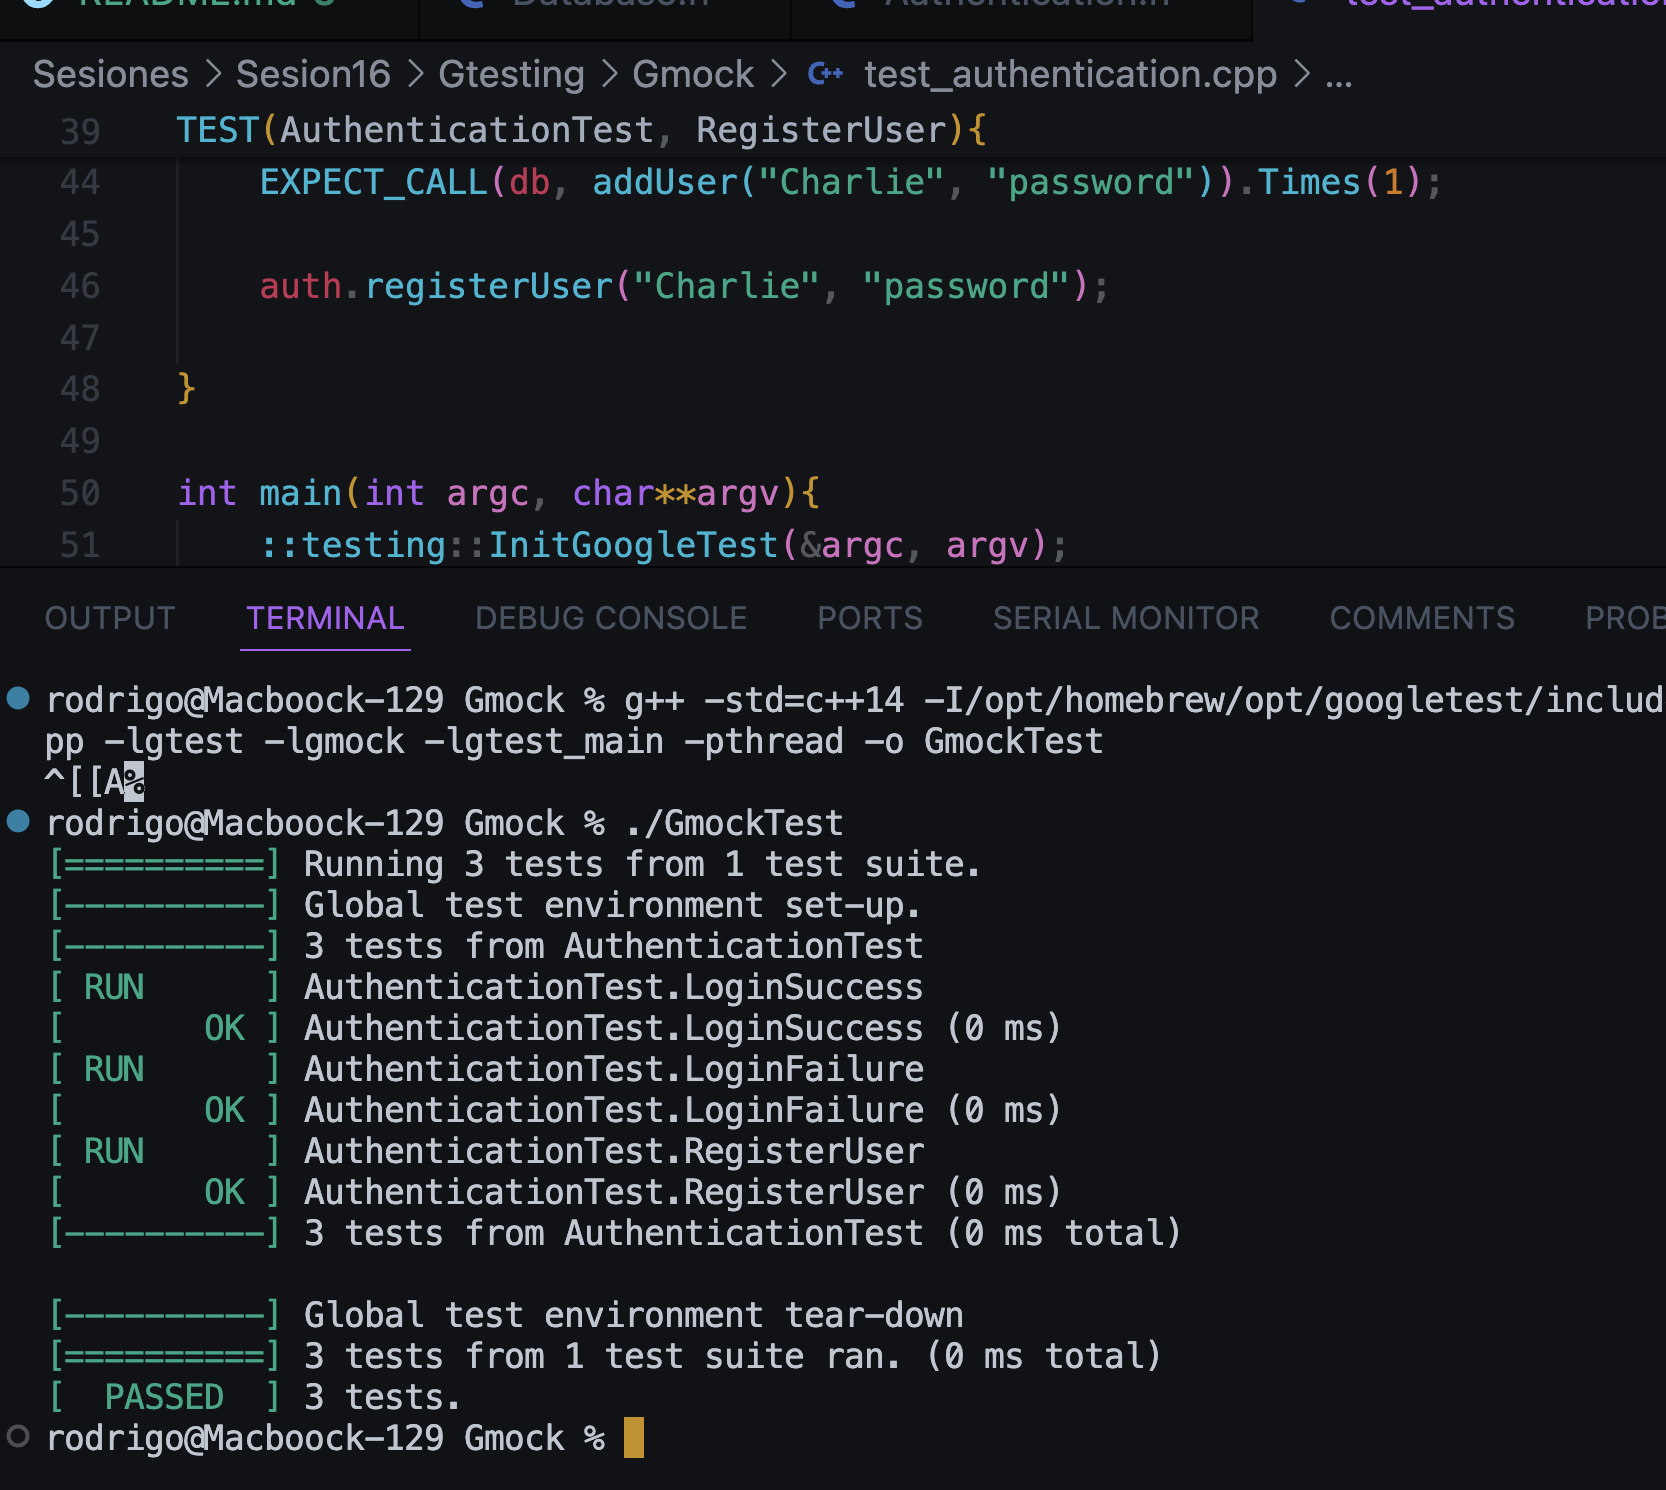 README.md 3 Database.h Authentication.h
Sesiones > Sesion16 > Gtesting > Gmock > C++ test_authentication.cpp > ...
39 TEST(AuthenticationTest, RegisterUser){
44 EXPECT_CALL(db, addUser("Charlie", "password")).Times(1);
45
46 auth.registerUser("Charlie", "password");
47
48 }
49
50 int main(int argc, char**argv){
51 ::testing::InitGoogleTest(&argc, argv);
OUTPUT TERMINAL DEBUG CONSOLE PORTS SERIAL MONITOR COMMENTS PROB
rodrigo@Macboock-129 Gmock % g++ -std=c++14 -I/opt/homebrew/opt/googletest/includ
pp -lgtest -lgmock -lgtest_main -pthread -o GmockTest
^[[A%
rodrigo@Macboock-129 Gmock % ./GmockTest
[==========] Running 3 tests from 1 test suite.
[----------] Global test environment set-up.
[----------] 3 tests from AuthenticationTest
[ RUN      ] AuthenticationTest.LoginSuccess
[       OK ] AuthenticationTest.LoginSuccess (0 ms)
[ RUN      ] AuthenticationTest.LoginFailure
[       OK ] AuthenticationTest.LoginFailure (0 ms)
[ RUN      ] AuthenticationTest.RegisterUser
[       OK ] AuthenticationTest.RegisterUser (0 ms)
[----------] 3 tests from AuthenticationTest (0 ms total)
[----------] Global test environment tear-down
[==========] 3 tests from 1 test suite ran. (0 ms total)
[  PASSED  ] 3 tests.
rodrigo@Macboock-129 Gmock %